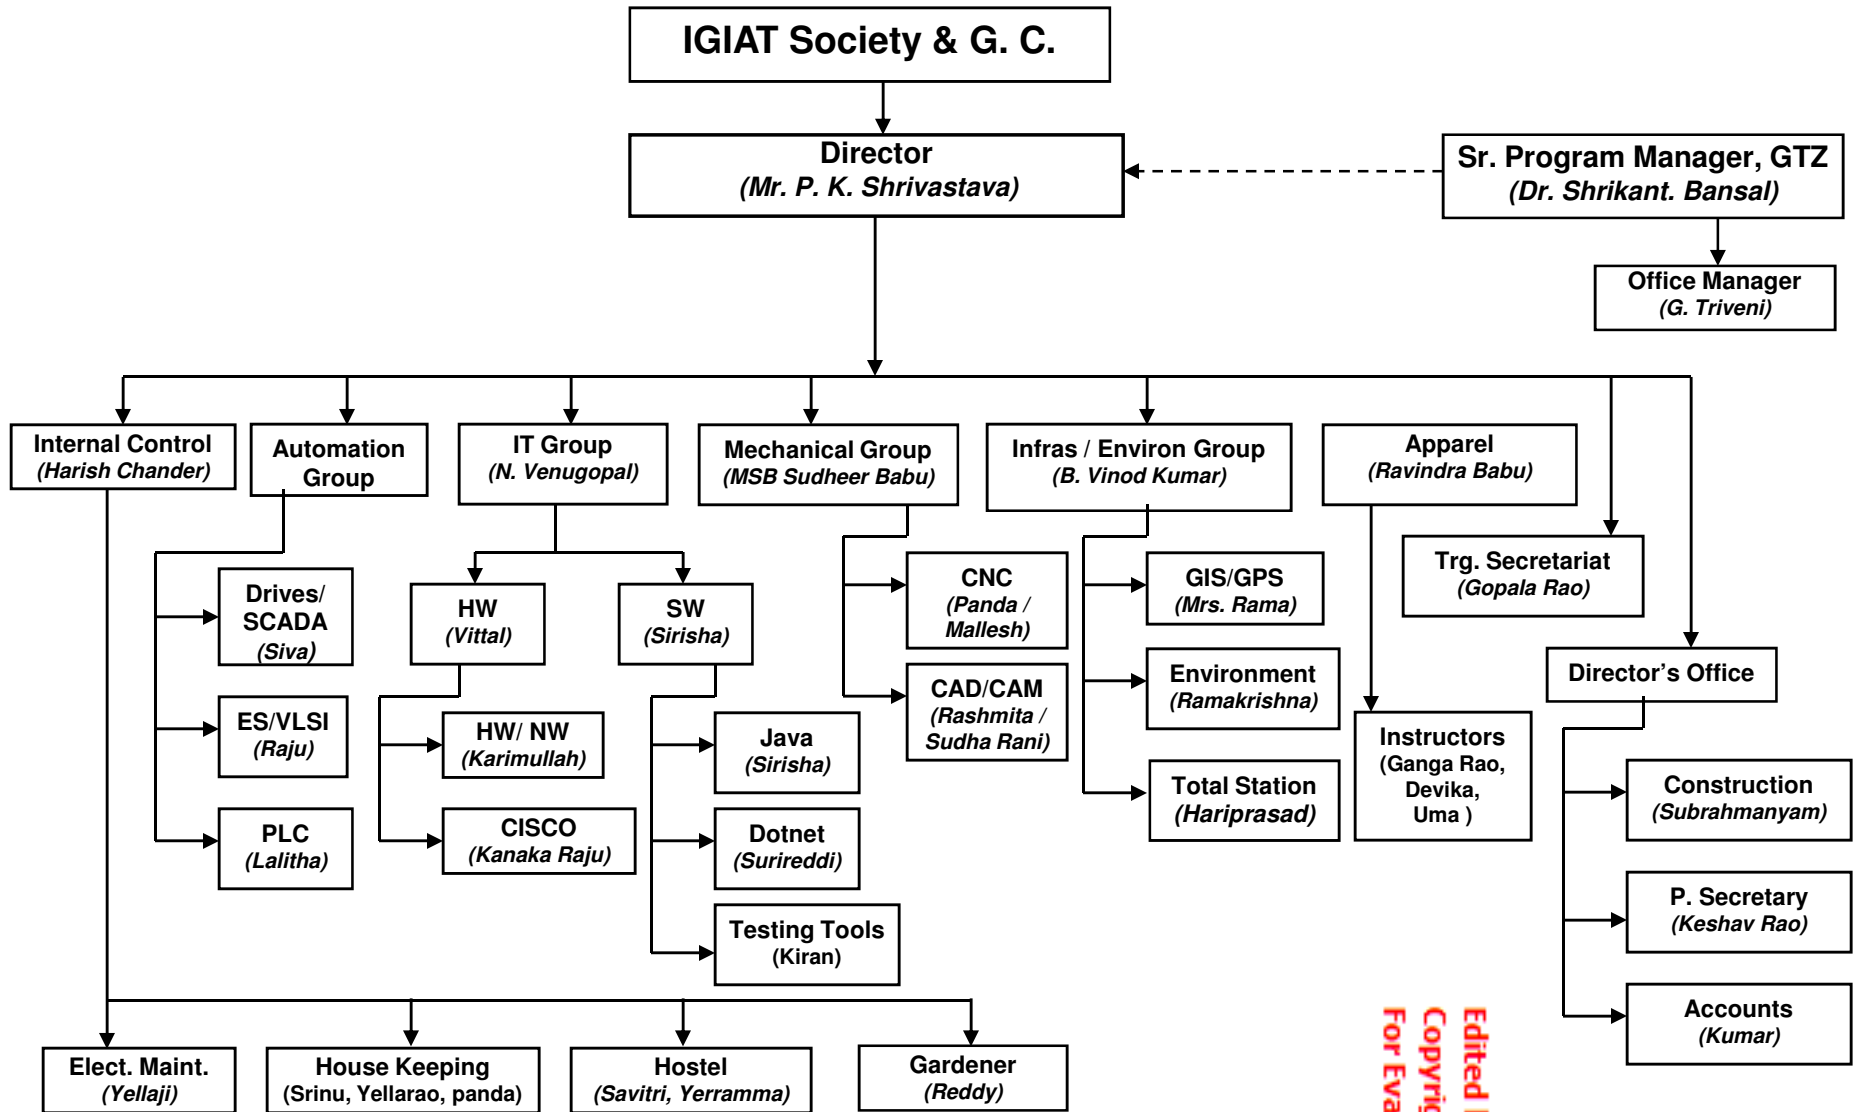 IGIAT Society & G. C.
Director
(Mr. P. K. Shrivastava)
Sr. Program Manager, GTZ
(Dr. Shrikant. Bansal)
Office Manager
(G. Triveni)
Internal Control
(Harish Chander)
Automation
Group
IT Group
(N. Venugopal)
Mechanical Group
(MSB Sudheer Babu)
Infras / Environ Group
(B. Vinod Kumar)
Apparel
(Ravindra Babu)
Trg. Secretariat
(Gopala Rao)
Director’s Office
Drives/
SCADA
(Siva)
ES/VLSI
(Raju)
PLC
(Lalitha)
HW
(Vittal)
SW
(Sirisha)
HW/ NW
(Karimullah)
CISCO
(Kanaka Raju)
Java
(Sirisha)
Dotnet
(Surireddi)
Testing Tools
(Kiran)
CNC
(Panda /
Mallesh)
CAD/CAM
(Rashmita /
Sudha Rani)
GIS/GPS
(Mrs. Rama)
Environment
(Ramakrishna)
Total Station
(Hariprasad)
Instructors
(Ganga Rao,
Devika,
Uma )
Construction
(Subrahmanyam)
P. Secretary
(Keshav Rao)
Accounts
(Kumar)
Elect. Maint.
(Yellaji)
House Keeping
(Srinu, Yellarao, panda)
Hostel
(Savitri, Yerramma)
Gardener
(Reddy)
Edited
Copyrig
For Eva